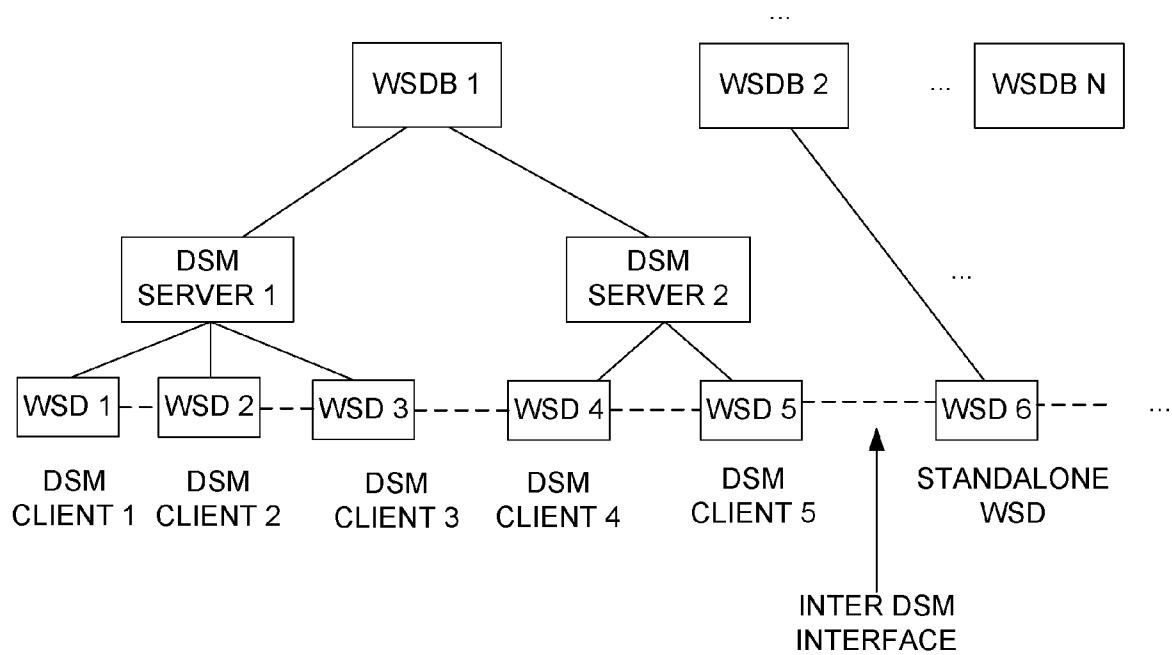 ...
WSDB 1
WSDB 2
...
WSDB N
DSM
SERVER 1
DSM
SERVER 2
...
WSD 1
WSD 2
WSD 3
WSD 4
WSD 5
WSD 6
...
DSM
CLIENT 1
DSM
CLIENT 2
DSM
CLIENT 3
DSM
CLIENT 4
DSM
CLIENT 5
STANDALONE
WSD
INTER DSM
INTERFACE